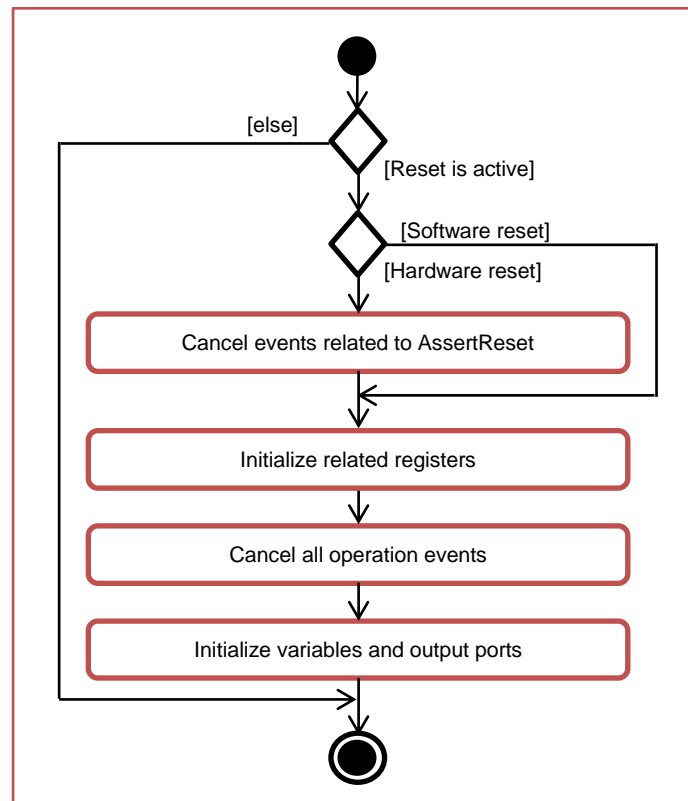 [else]
[Reset is active]
[Software reset]
[Hardware reset]
Cancel events related to AssertReset
Initialize related registers
Cancel all operation events
Initialize variables and output ports